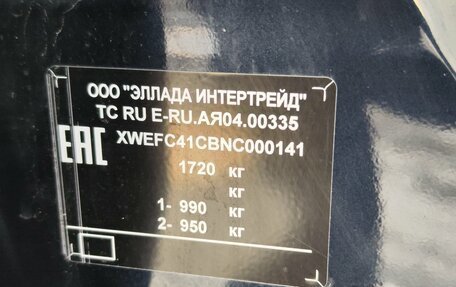 ООО "ЭЛЛАДА ИНТЕРТРЕЙД"
ТС RU E-RU.АЯ04.00335
EAC XWEFC41CBNC000141
1720 кг
кг
1- 990 кг
2- 950 кг